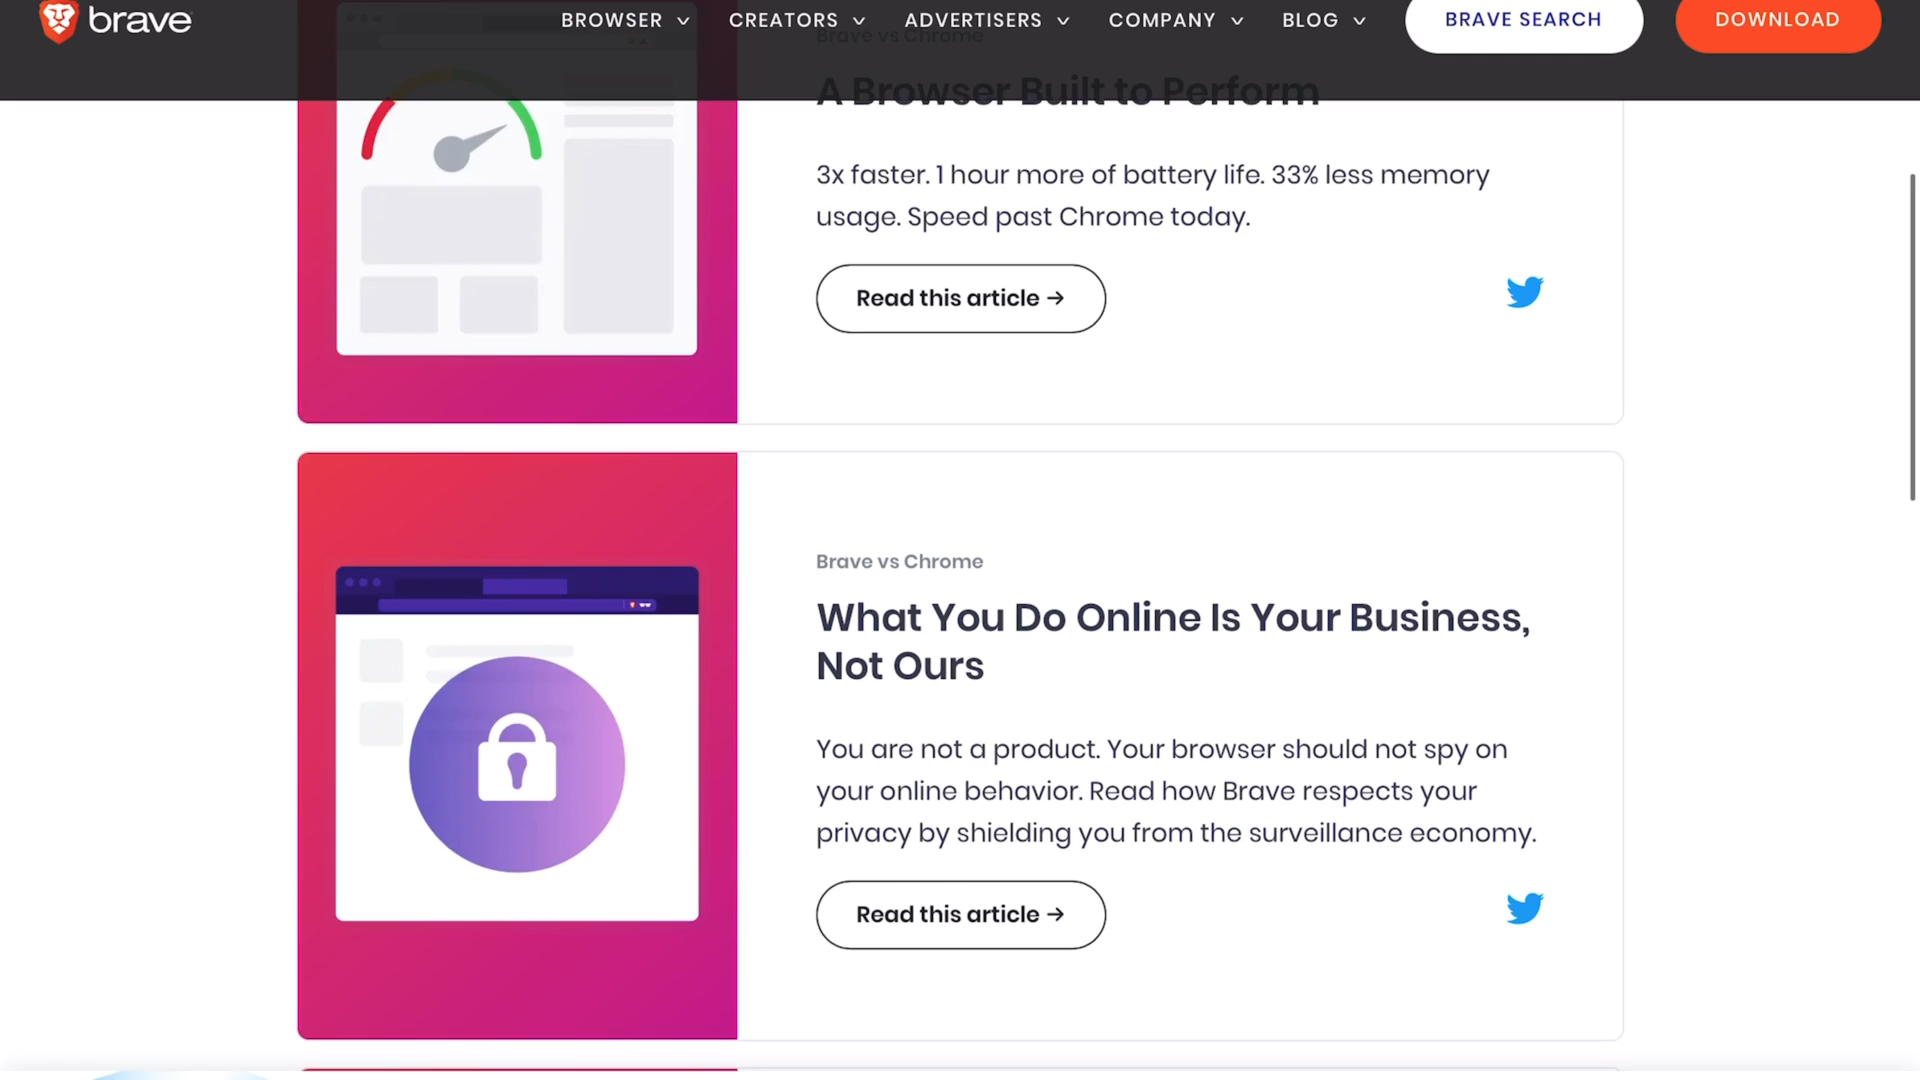 brave
BROWSER
CREATORS
ADVERTISERS
COMPANY
BLOG
BRAVE SEARCH
DOWNLOAD
Brave vs Chrome
A Browser Built to Perform
3x faster. 1 hour more of battery life. 33% less memory
usage. Speed past Chrome today.
Read this article →
Brave vs Chrome
What You Do Online Is Your Business,
Not Ours
You are not a product. Your browser should not spy on
your online behavior. Read how Brave respects your
privacy by shielding you from the surveillance economy.
Read this article →